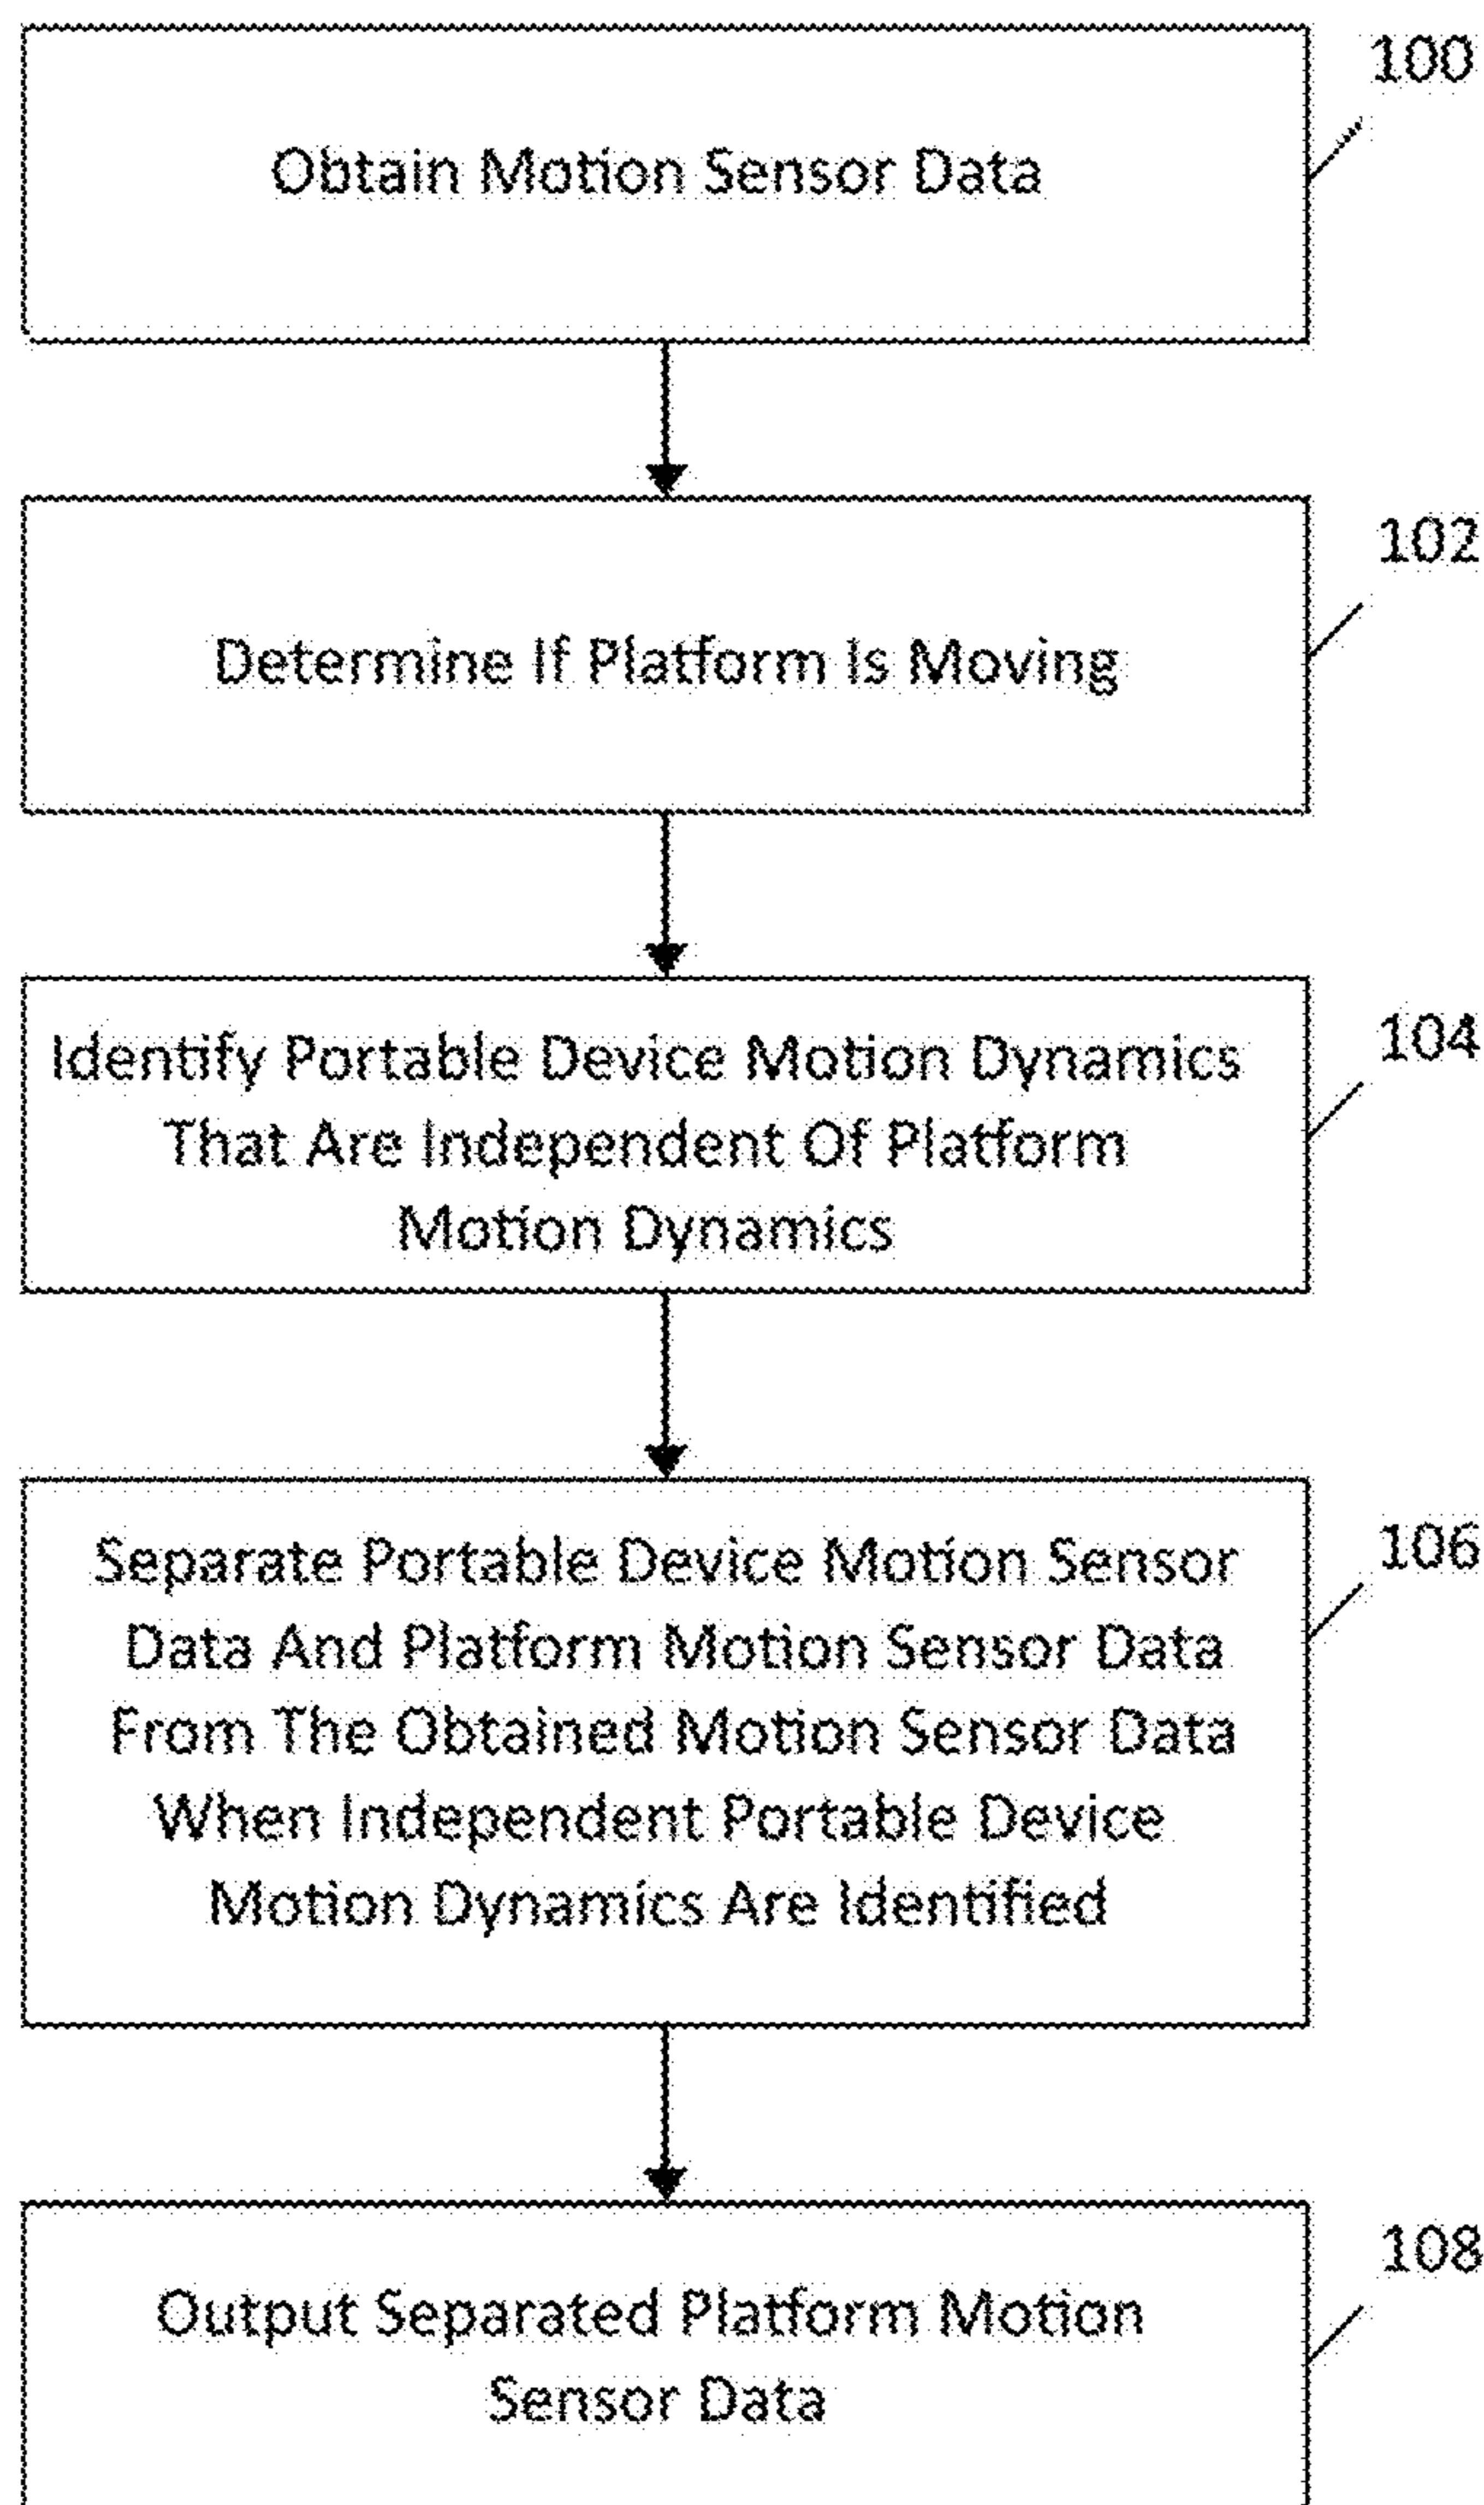 100
Obtain Motion Sensor Data
102
Determine If Platform Is Moving
104
Identify Portable Device Motion Dynamics
That Are Independent Of Platform
Motion Dynamics
106
Separate Portable Device Motion Sensor
Data And Platform Motion Sensor Data
From The Obtained Motion Sensor Data
When Independent Portable Device
Motion Dynamics Are Identified
108
Output Separated Platform Motion
Sensor Data